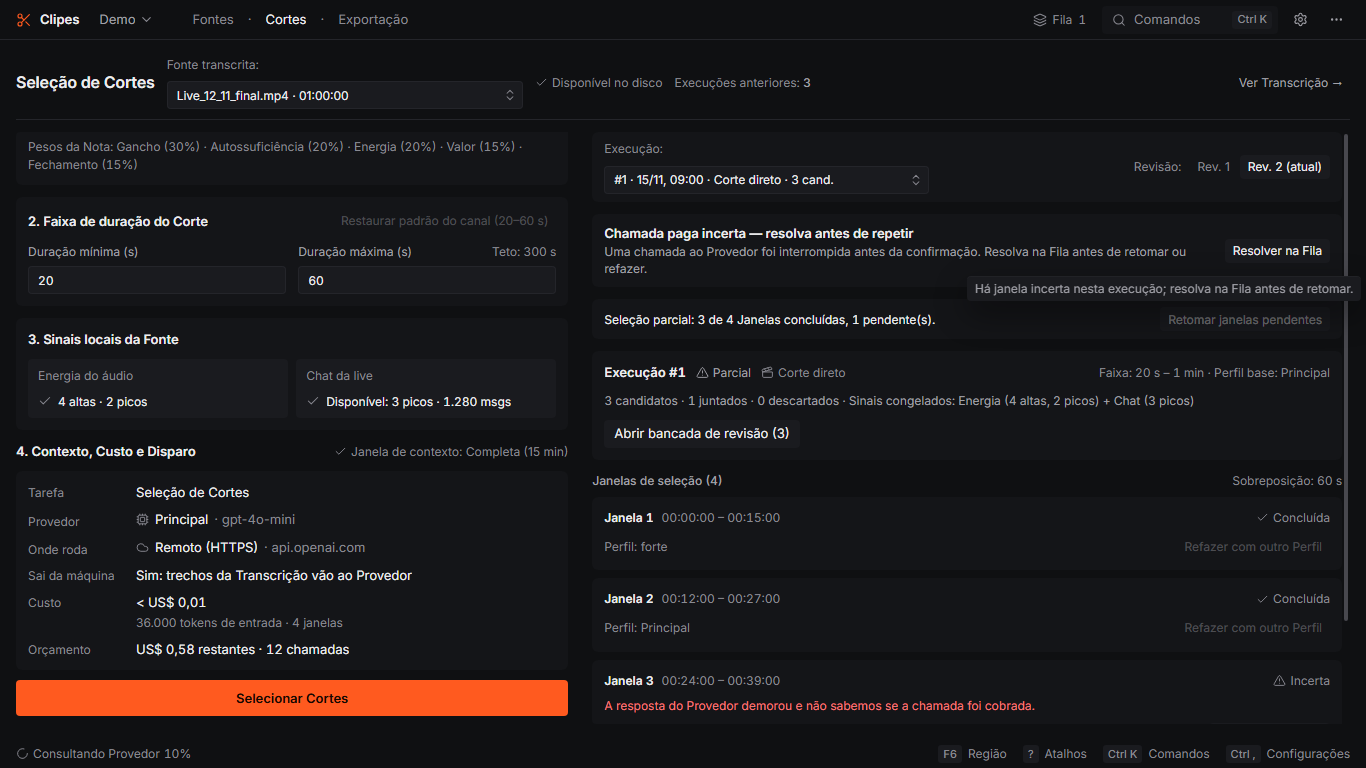 Clipes
Demo
Fontes · Cortes · Exportação
Fila 1
Comandos Ctrl K
Seleção de Cortes
Fonte transcrita:
Live_12_11_final.mp4 · 01:00:00
Disponível no disco
Execuções anteriores: 3
Ver Transcrição →
Pesos da Nota: Gancho (30%) · Autossuficiência (20%) · Energia (20%) · Valor (15%) ·
Fechamento (15%)
2. Faixa de duração do Corte
Restaurar padrão do canal (20–60 s)
Duração mínima (s)
Duração máxima (s)
Teto: 300 s
20
60
3. Sinais locais da Fonte
Energia do áudio
4 altas · 2 picos
Chat da live
Disponível: 3 picos · 1.280 msgs
4. Contexto, Custo e Disparo
Janela de contexto: Completa (15 min)
Tarefa
Seleção de Cortes
Provedor
Principal · gpt-4o-mini
Onde roda
Remoto (HTTPS) · api.openai.com
Sai da máquina
Sim: trechos da Transcrição vão ao Provedor
Custo
< US$ 0,01
36.000 tokens de entrada · 4 janelas
Orçamento
US$ 0,58 restantes · 12 chamadas
Selecionar Cortes
Execução:
#1 · 15/11, 09:00 · Corte direto · 3 cand.
Revisão:
Rev. 1
Rev. 2 (atual)
Chamada paga incerta — resolva antes de repetir
Uma chamada ao Provedor foi interrompida antes da confirmação. Resolva na Fila antes de retomar ou
refazer.
Resolver na Fila
Há janela incerta nesta execução; resolva na Fila antes de retomar.
Seleção parcial: 3 de 4 Janelas concluídas, 1 pendente(s).
Retomar janelas pendentes
Execução #1
Parcial
Corte direto
Faixa: 20 s – 1 min · Perfil base: Principal
3 candidatos · 1 juntados · 0 descartados · Sinais congelados: Energia (4 altas, 2 picos) + Chat (3 picos)
Abrir bancada de revisão (3)
Janelas de seleção (4)
Sobreposição: 60 s
Janela 1 00:00:00 – 00:15:00
Concluída
Perfil: forte
Refazer com outro Perfil
Janela 2 00:12:00 – 00:27:00
Concluída
Perfil: Principal
Refazer com outro Perfil
Janela 3 00:24:00 – 00:39:00
Incerta
A resposta do Provedor demorou e não sabemos se a chamada foi cobrada.
Consultando Provedor 10%
F6 Região
? Atalhos
Ctrl K Comandos
Ctrl , Configurações